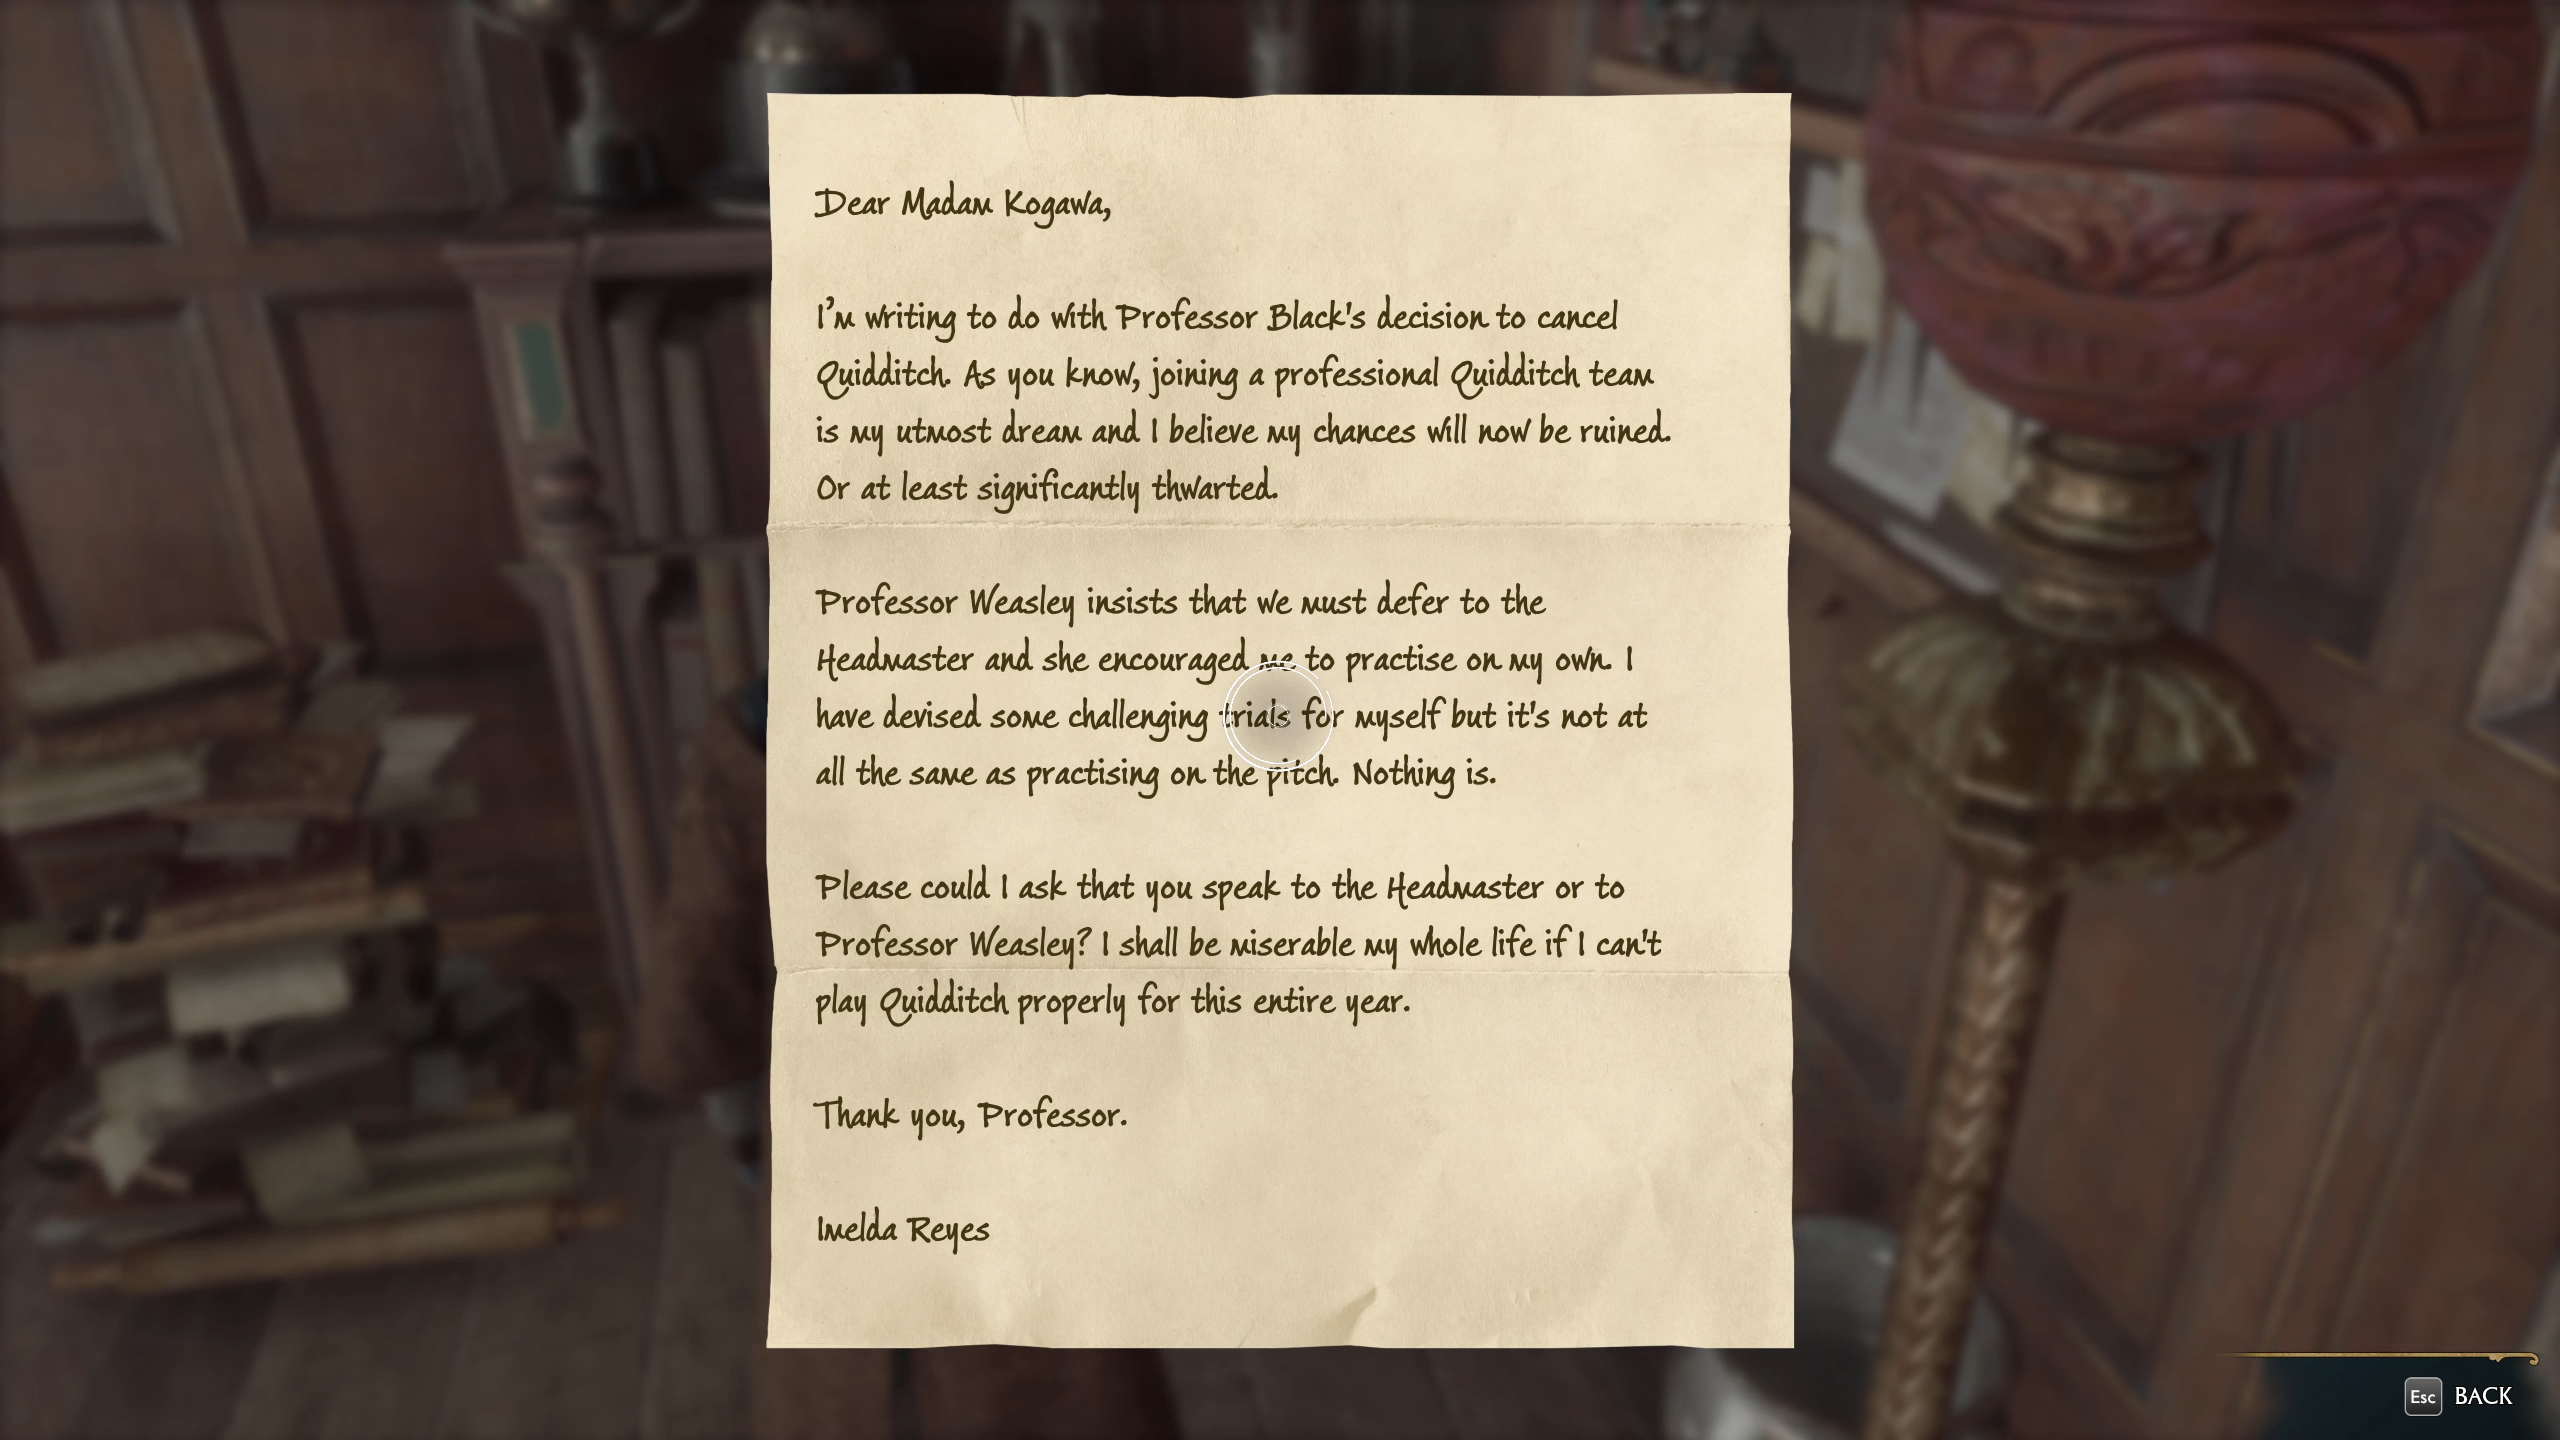 Dear Madam Kogawa,
I'm writing to do with Professor Black's decision to cancel
Quidditch. As you know, joining a professional Quidditch team
is my utmost dream and I believe my chances will now be ruined.
Or at least significantly thwarted.
Professor Weasley insists that we must defer to the
Headmaster and she encouraged me to practise on my own. I
have devised some challenging trials for myself but it's not at
all the same as practising on the pitch. Nothing is.
Please could I ask that you speak to the Headmaster or to
Professor Weasley? I shall be miserable my whole life if I can't
play Quidditch properly for this entire year.
Thank you, Professor.
Imelda Reyes
Esc BACK